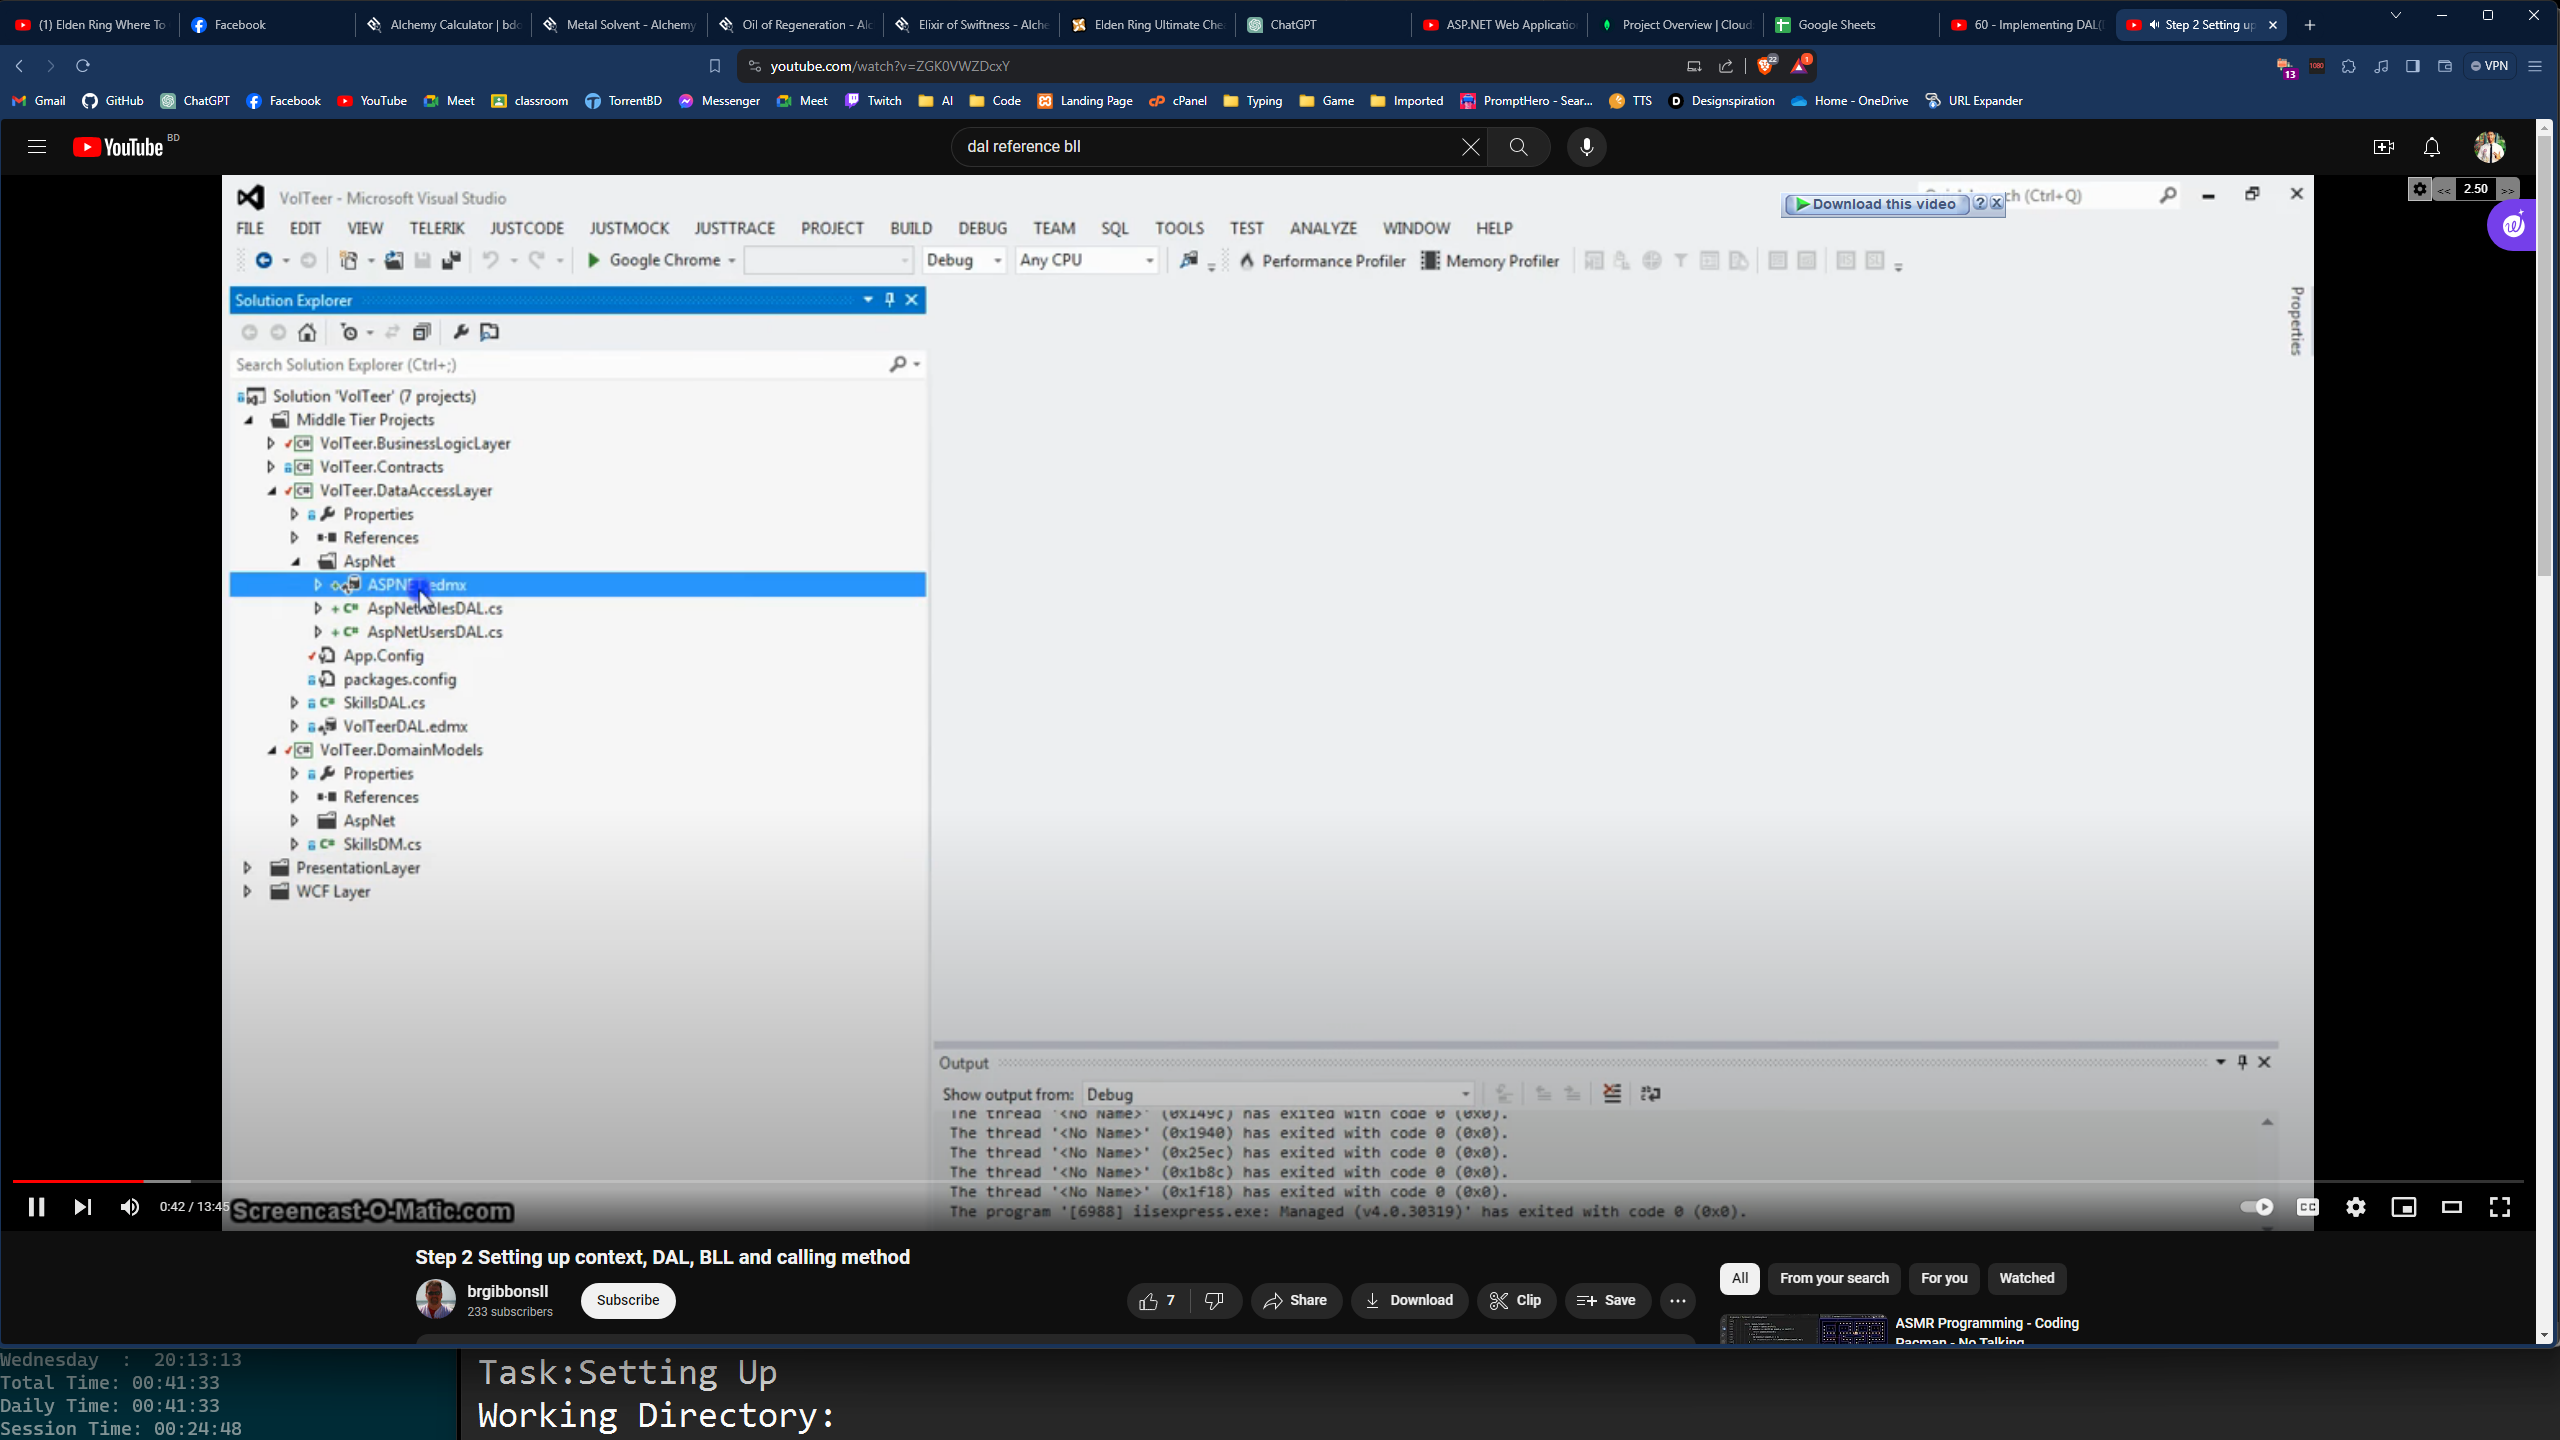 (1) Elden Ring Where To
Facebook
Alchemy Calculator | bdo
Metal Solvent - Alchemy
Oil of Regeneration - Alc
Elixir of Swiftness - Alche
Elden Ring Ultimate Che
ChatGPT
ASP.NET Web Application
Project Overview | Cloud
Google Sheets
60 - Implementing DAL(
Step 2 Setting up
youtube.com/watch?v=ZGK0VWZDcxY
22
1
13
1080
VPN
Gmail
GitHub
ChatGPT
Facebook
YouTube
Meet
classroom
TorrentBD
Messenger
Meet
Twitch
AI
Code
Landing Page
cPanel
Typing
Game
Imported
PromptHero - Sear...
TTS
Designspiration
Home - OneDrive
URL Expander
YouTube BD
dal reference bll
VolTeer - Microsoft Visual Studio
ch (Ctrl+Q)
Download this video
<< 2.50 >>
FILE EDIT VIEW TELERIK JUSTCODE JUSTMOCK JUSTTRACE PROJECT BUILD DEBUG TEAM SQL TOOLS TEST ANALYZE WINDOW HELP
Google Chrome Debug Any CPU Performance Profiler Memory Profiler
Properties
Solution Explorer
Search Solution Explorer (Ctrl+;)
Solution 'VolTeer' (7 projects)
Middle Tier Projects
VolTeer.BusinessLogicLayer
VolTeer.Contracts
VolTeer.DataAccessLayer
Properties
References
AspNet
ASPNET.edmx
AspNetRolesDAL.cs
AspNetUsersDAL.cs
App.Config
packages.config
SkillsDAL.cs
VolTeerDAL.edmx
VolTeer.DomainModels
Properties
References
AspNet
SkillsDM.cs
PresentationLayer
WCF Layer
Output
Show output from: Debug
The thread '<No Name>' (0x149c) has exited with code 0 (0x0).
The thread '<No Name>' (0x1940) has exited with code 0 (0x0).
The thread '<No Name>' (0x25ec) has exited with code 0 (0x0).
The thread '<No Name>' (0x1b8c) has exited with code 0 (0x0).
The thread '<No Name>' (0x1f18) has exited with code 0 (0x0).
The program '[6988] iisexpress.exe: Managed (v4.0.30319)' has exited with code 0 (0x0).
0:42 / 13:45
Screencast-O-Matic.com
Step 2 Setting up context, DAL, BLL and calling method
brgibbonsll
233 subscribers
Subscribe
7
Share
Download
Clip
Save
All
From your search
For you
Watched
ASMR Programming - Coding
Pacman - No Talking
Wednesday : 20:13:13
Total Time: 00:41:33
Daily Time: 00:41:33
Session Time: 00:24:48
Task:Setting Up
Working Directory: